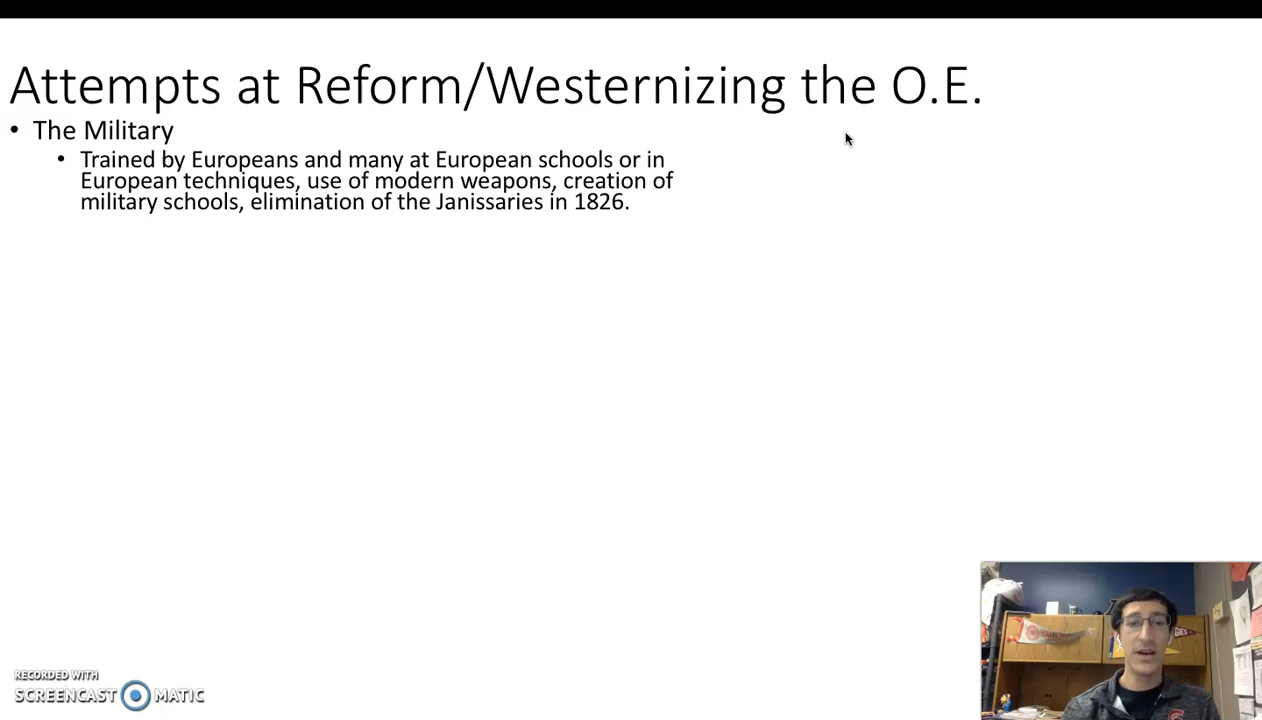 Attempts at Reform/Westernizing the O.E.
• The Military
• Trained by Europeans and many at European schools or in
European techniques, use of modern weapons, creation of
military schools, elimination of the Janissaries in 1826.
RECORDED WITH
SCREENCAST MATIC